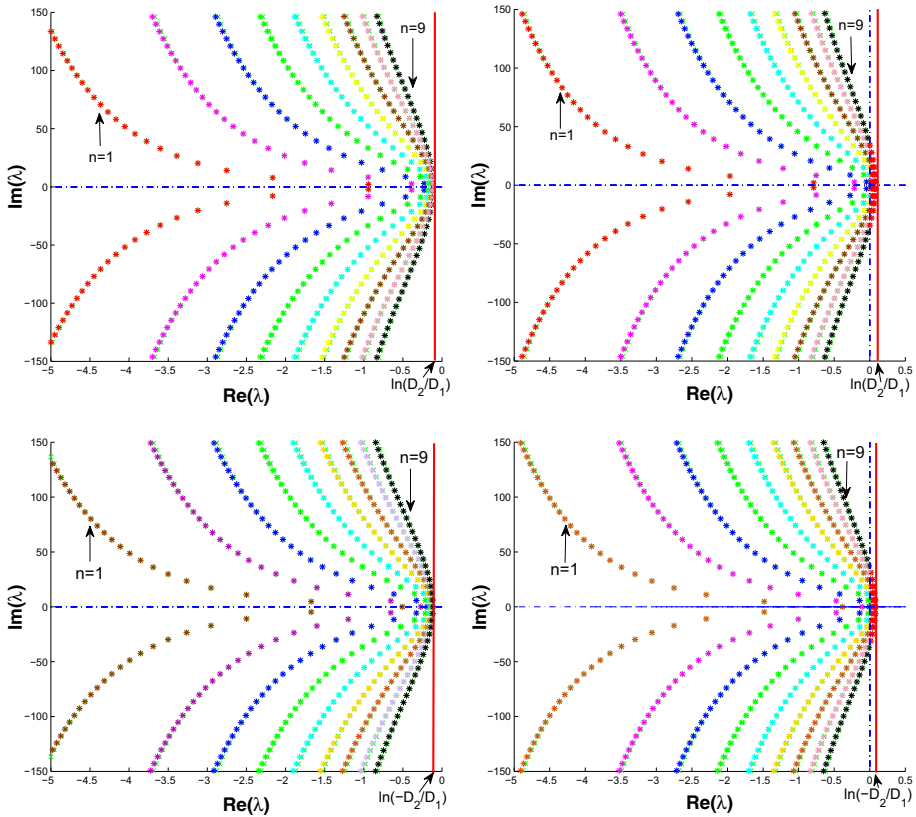 150
100
50
0
−50
−100
−150
−5 −4.5 −4 −3.5 −3 −2.5 −2 −1.5 −1 −0.5 0
Im(λ)
Re(λ)
n=1
n=9
ln(D₂/D₁)
150
100
50
0
−50
−100
−150
−5 −4.5 −4 −3.5 −3 −2.5 −2 −1.5 −1 −0.5 0 0.5
Im(λ)
Re(λ)
n=1
n=9
ln(D₂/D₁)
150
100
50
0
−50
−100
−150
−5 −4.5 −4 −3.5 −3 −2.5 −2 −1.5 −1 −0.5 0
Im(λ)
Re(λ)
n=1
n=9
ln(−D₂/D₁)
150
100
50
0
−50
−100
−150
−5 −4.5 −4 −3.5 −3 −2.5 −2 −1.5 −1 −0.5 0 0.5
Im(λ)
Re(λ)
n=1
n=9
ln(−D₂/D₁)